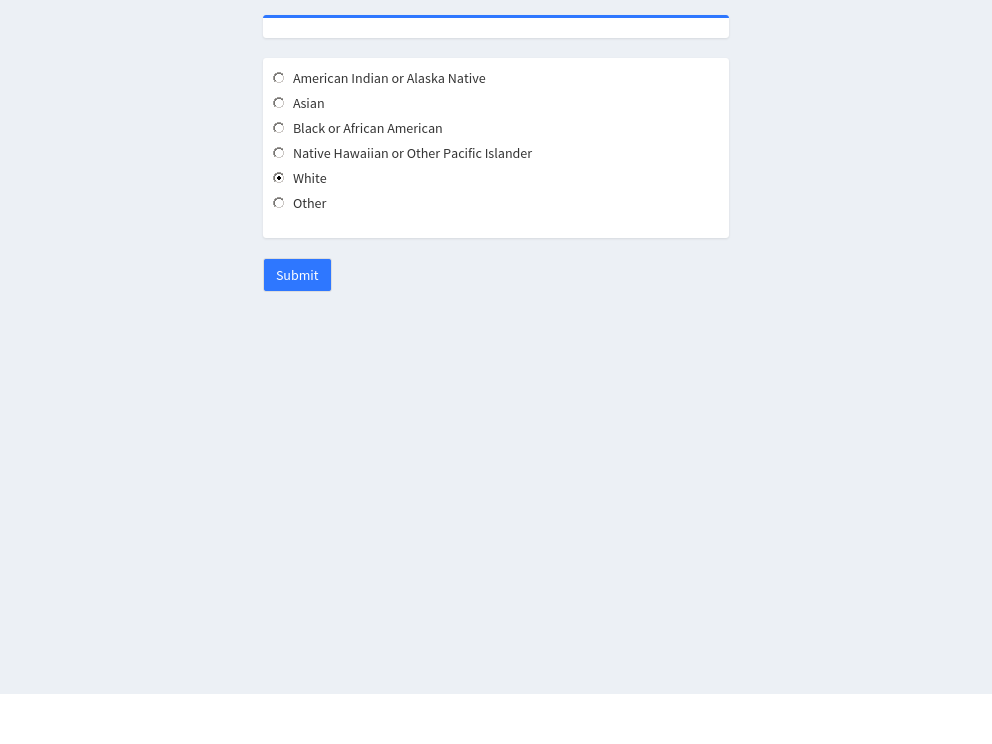 American Indian or Alaska Native
Asian
Black or African American
Native Hawaiian or Other Pacific Islander
White
Other
Submit